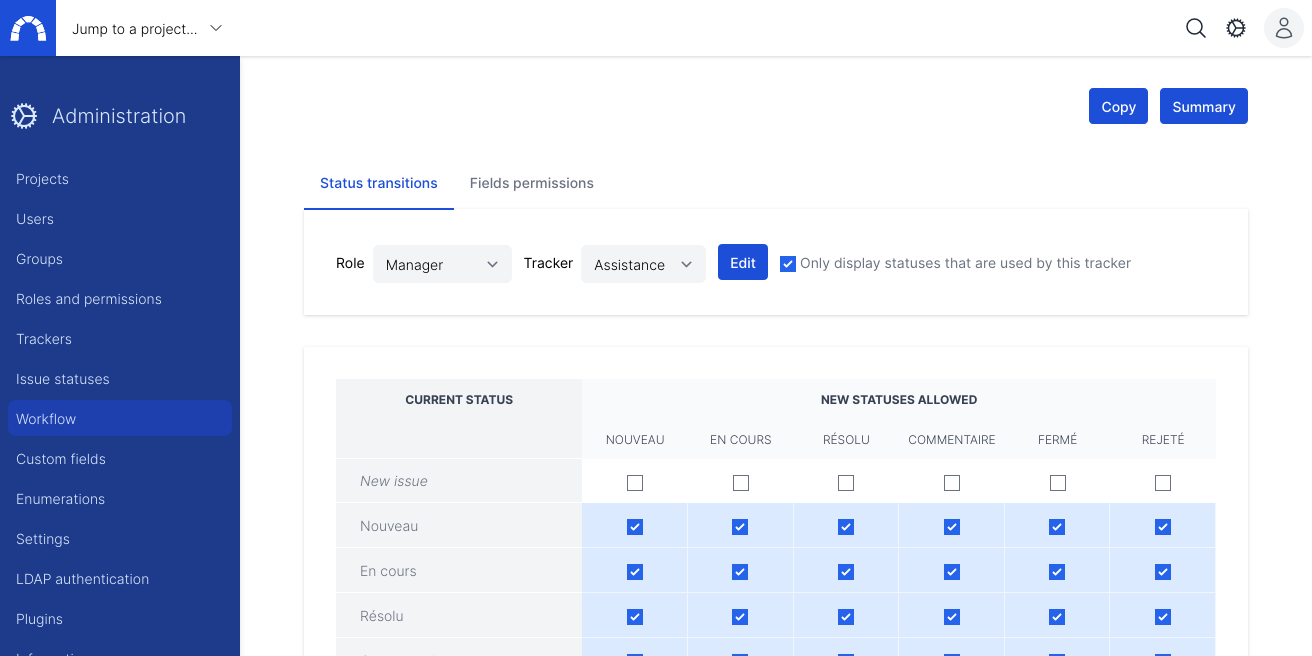 Jump to a project...
Administration
Projects
Users
Groups
Roles and permissions
Trackers
Issue statuses
Workflow
Custom fields
Enumerations
Settings
LDAP authentication
Plugins
Copy Summary
Status transitions Fields permissions
Role Manager Tracker Assistance Edit Only display statuses that are used by this tracker
CURRENT STATUS NEW STATUSES ALLOWED
NOUVEAU EN COURS RÉSOLU COMMENTAIRE FERMÉ REJETÉ
New issue
Nouveau
En cours
Résolu